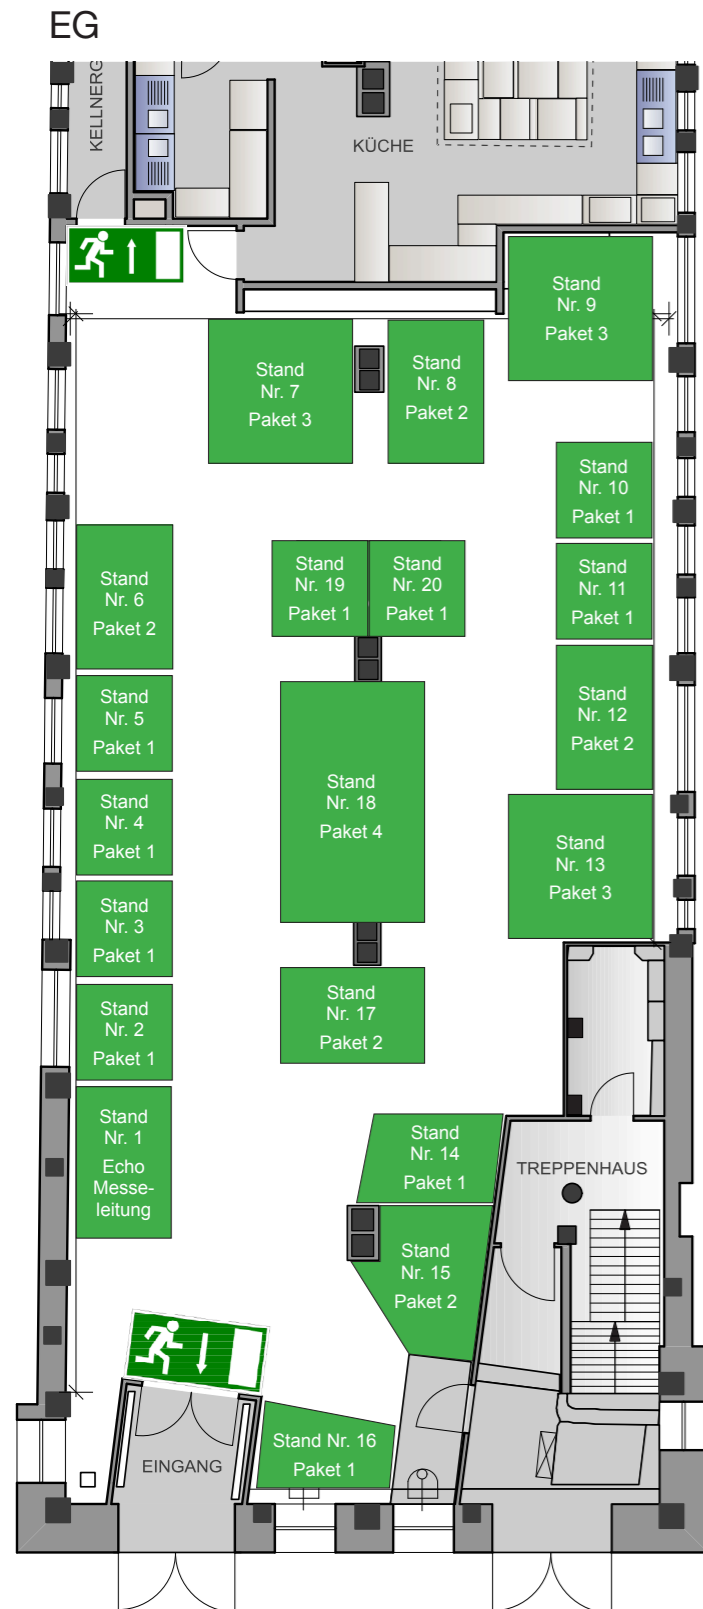 EG
KELLNERG
KÜCHE
Stand
Nr. 9
Paket 3
Stand
Nr. 7
Paket 3
Stand
Nr. 8
Paket 2
Stand
Nr. 10
Paket 1
Stand
Nr. 19
Paket 1
Stand
Nr. 20
Paket 1
Stand
Nr. 11
Paket 1
Stand
Nr. 6
Paket 2
Stand
Nr. 12
Paket 2
Stand
Nr. 5
Paket 1
Stand
Nr. 18
Paket 4
Stand
Nr. 4
Paket 1
Stand
Nr. 13
Paket 3
Stand
Nr. 3
Paket 1
Stand
Nr. 17
Paket 2
Stand
Nr. 2
Paket 1
Stand
Nr. 1
Echo
Messe-
leitung
Stand
Nr. 14
Paket 1
TREPPENHAUS
Stand
Nr. 15
Paket 2
Stand Nr. 16
Paket 1
EINGANG